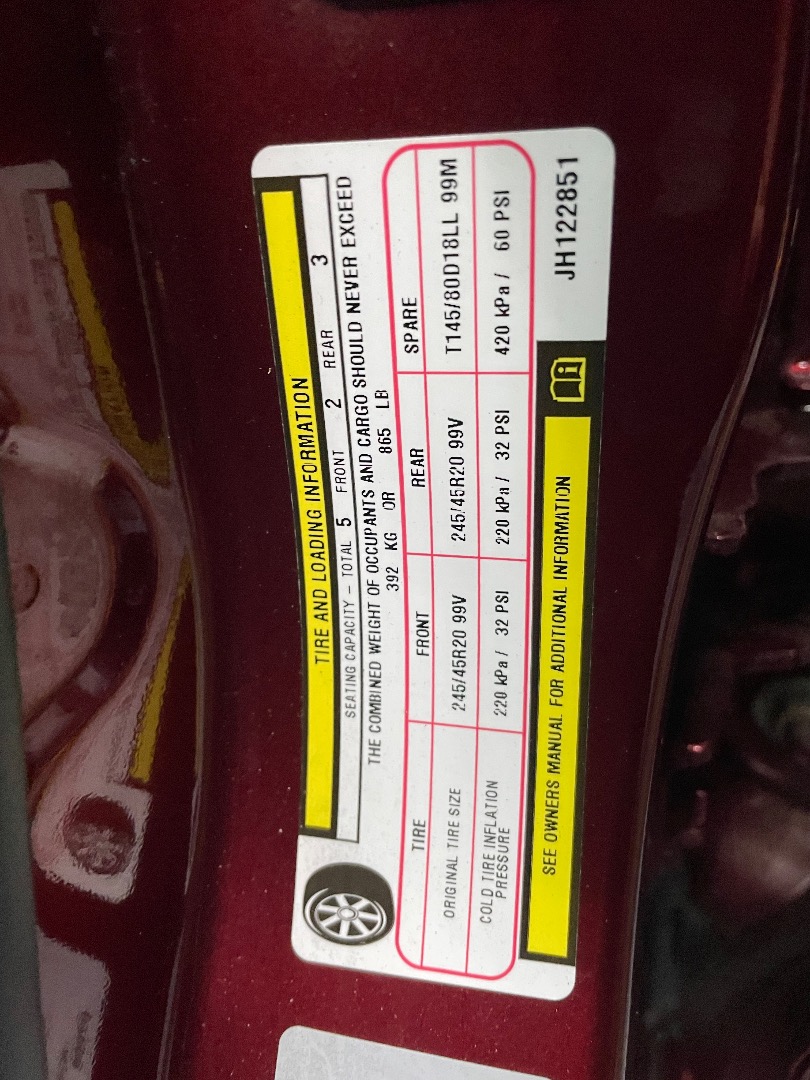 TIRE AND LOADING INFORMATION
SEATING CAPACITY - TOTAL 5 FRONT 2 REAR 3
THE COMBINED WEIGHT OF OCCUPANTS AND CARGO SHOULD NEVER EXCEED
392 KG OR 865 LB
TIRE FRONT REAR SPARE
ORIGINAL TIRE SIZE 245/45R20 99V 245/45R20 99V T145/80D18LL 99M
COLD TIRE INFLATION
PRESSURE 220 kPa / 32 PSI 220 kPa / 32 PSI 420 kPa / 60 PSI
SEE OWNERS MANUAL FOR ADDITIONAL INFORMATION
JH122851